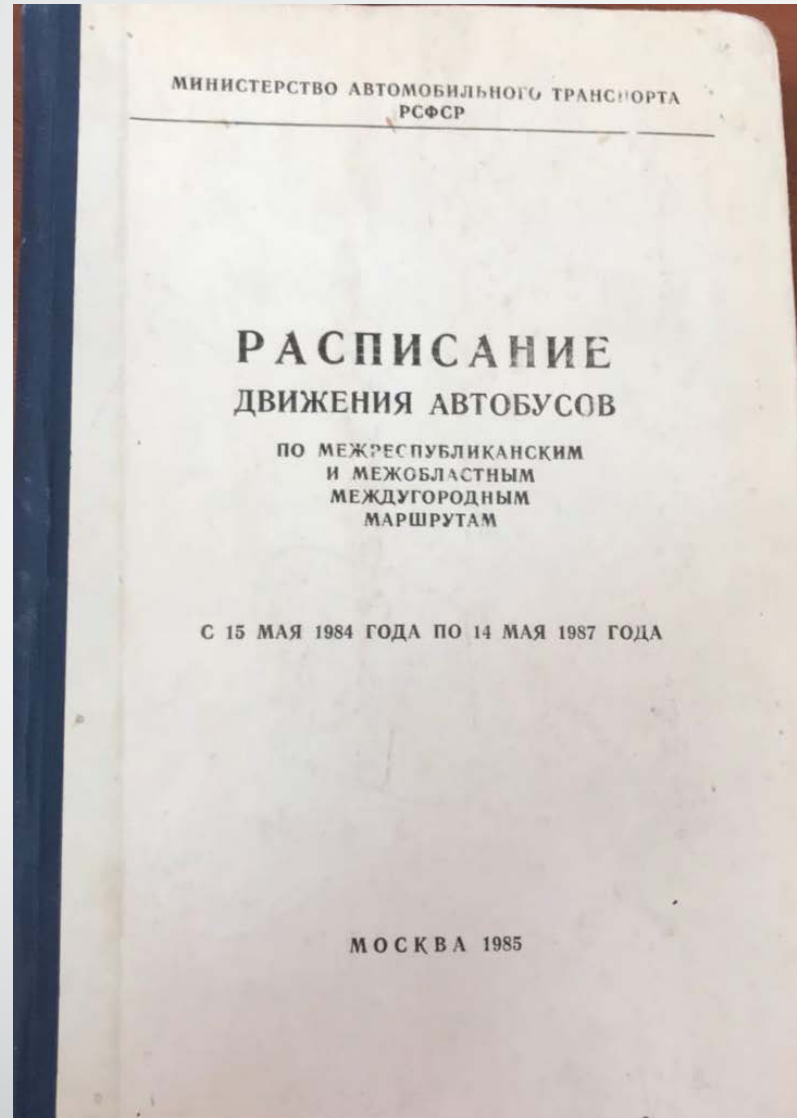 МИНИСТЕРСТВО АВТОМОБИЛЬНОГО ТРАНСПОРТА
РСФСР
РАСПИСАНИЕ
ДВИЖЕНИЯ АВТОБУСОВ
ПО МЕЖРЕСПУБЛИКАНСКИМ
И МЕЖОБЛАСТНЫМ
МЕЖДУГОРОДНЫМ
МАРШРУТАМ
С 15 МАЯ 1984 ГОДА ПО 14 МАЯ 1987 ГОДА
МОСКВА 1985